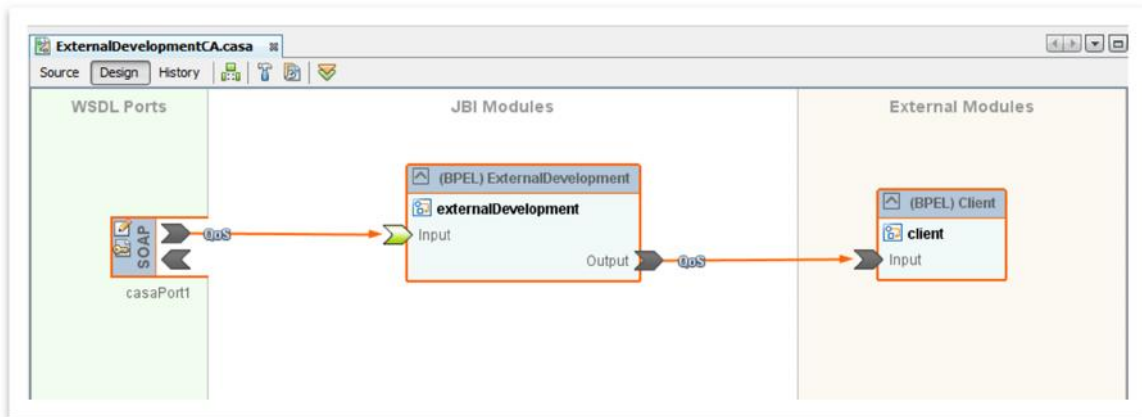 ExternalDevelopmentCA.casa
Source Design History
WSDL Ports
JBI Modules
External Modules
(BPEL) ExternalDevelopment
externalDevelopment
Input
Output
QoS
(BPEL) Client
client
Input
SOAP
QoS
casaPort1